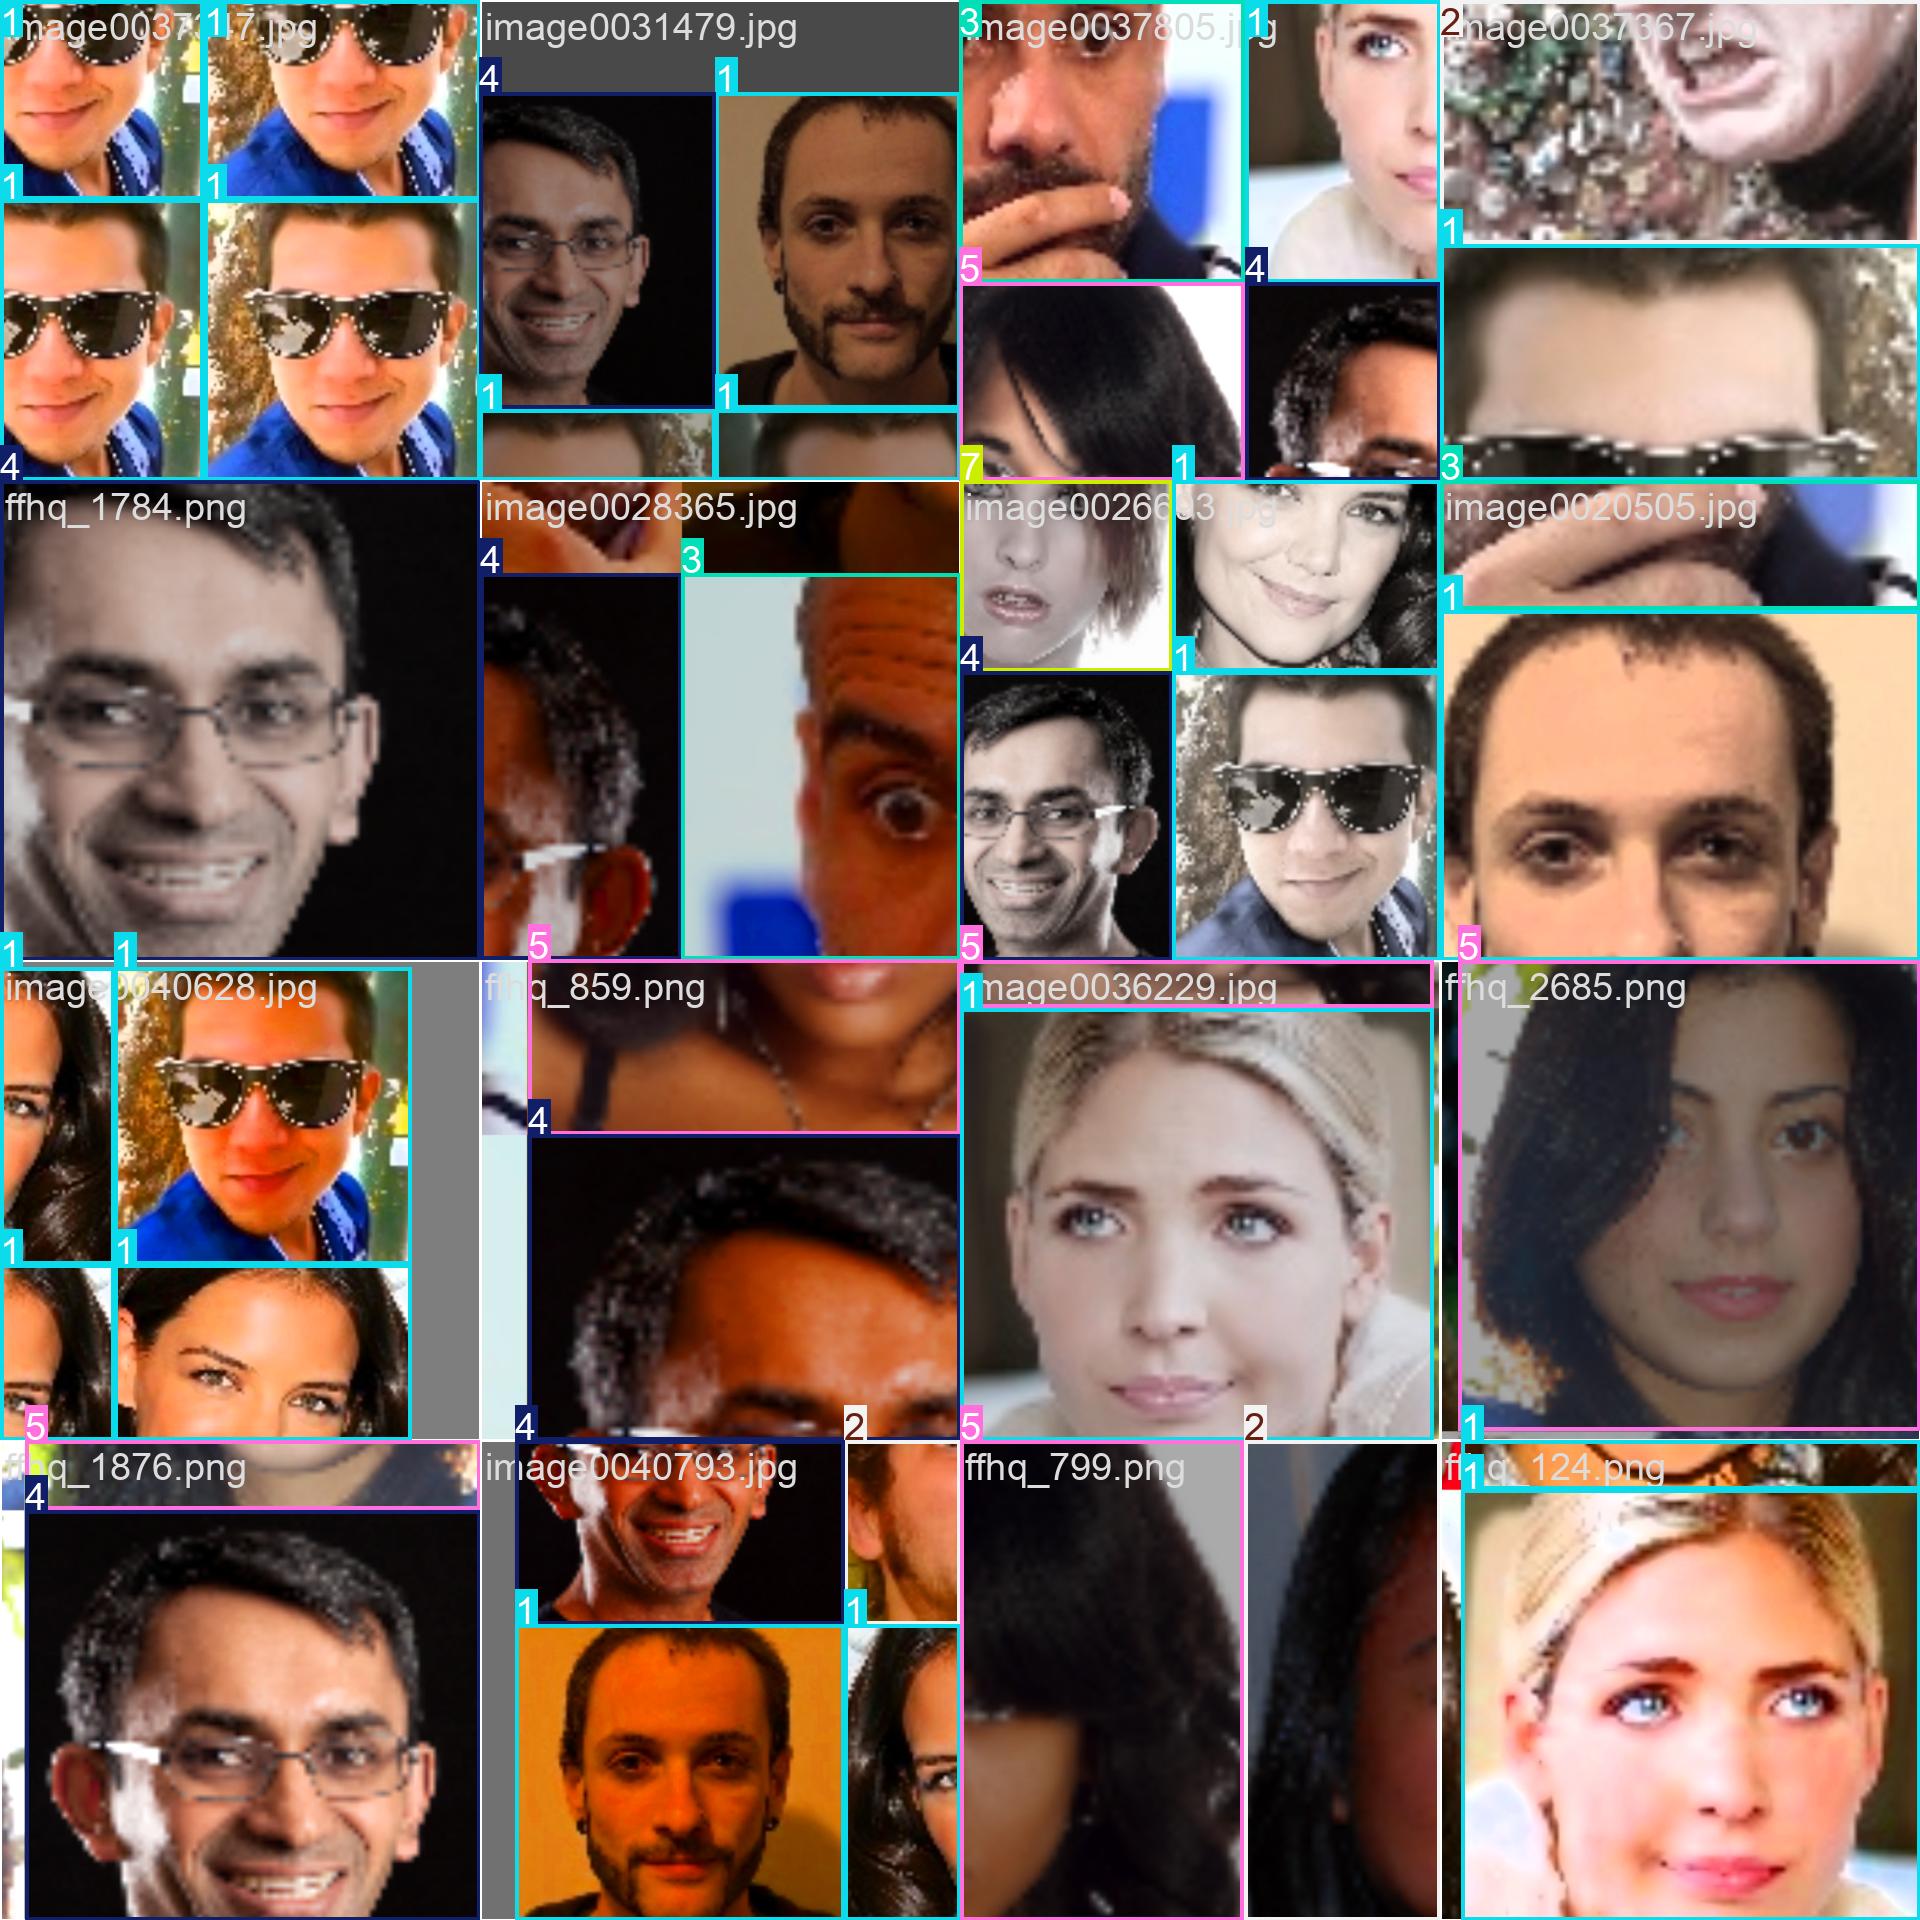 1 1 image0037317.jpg
image0031479.jpg
3 image0037805.jpg 1
2 image0037367.jpg
4 1
1 1
1
5 4
1 1
4
7 1
3
ffhq_1784.png
image0028365.jpg
image0026693.jpg
image0020505.jpg
4 3
1
4 1
1 1
5
5
5
image0040628.jpg
ffhq_859.png
1 image0036229.jpg
ffhq_2685.png
4
1 1
5
4 2
5 2
1
ffhq_1876.png
image0040793.jpg
ffhq_799.png
ffhq_124.png
1
4
1 1